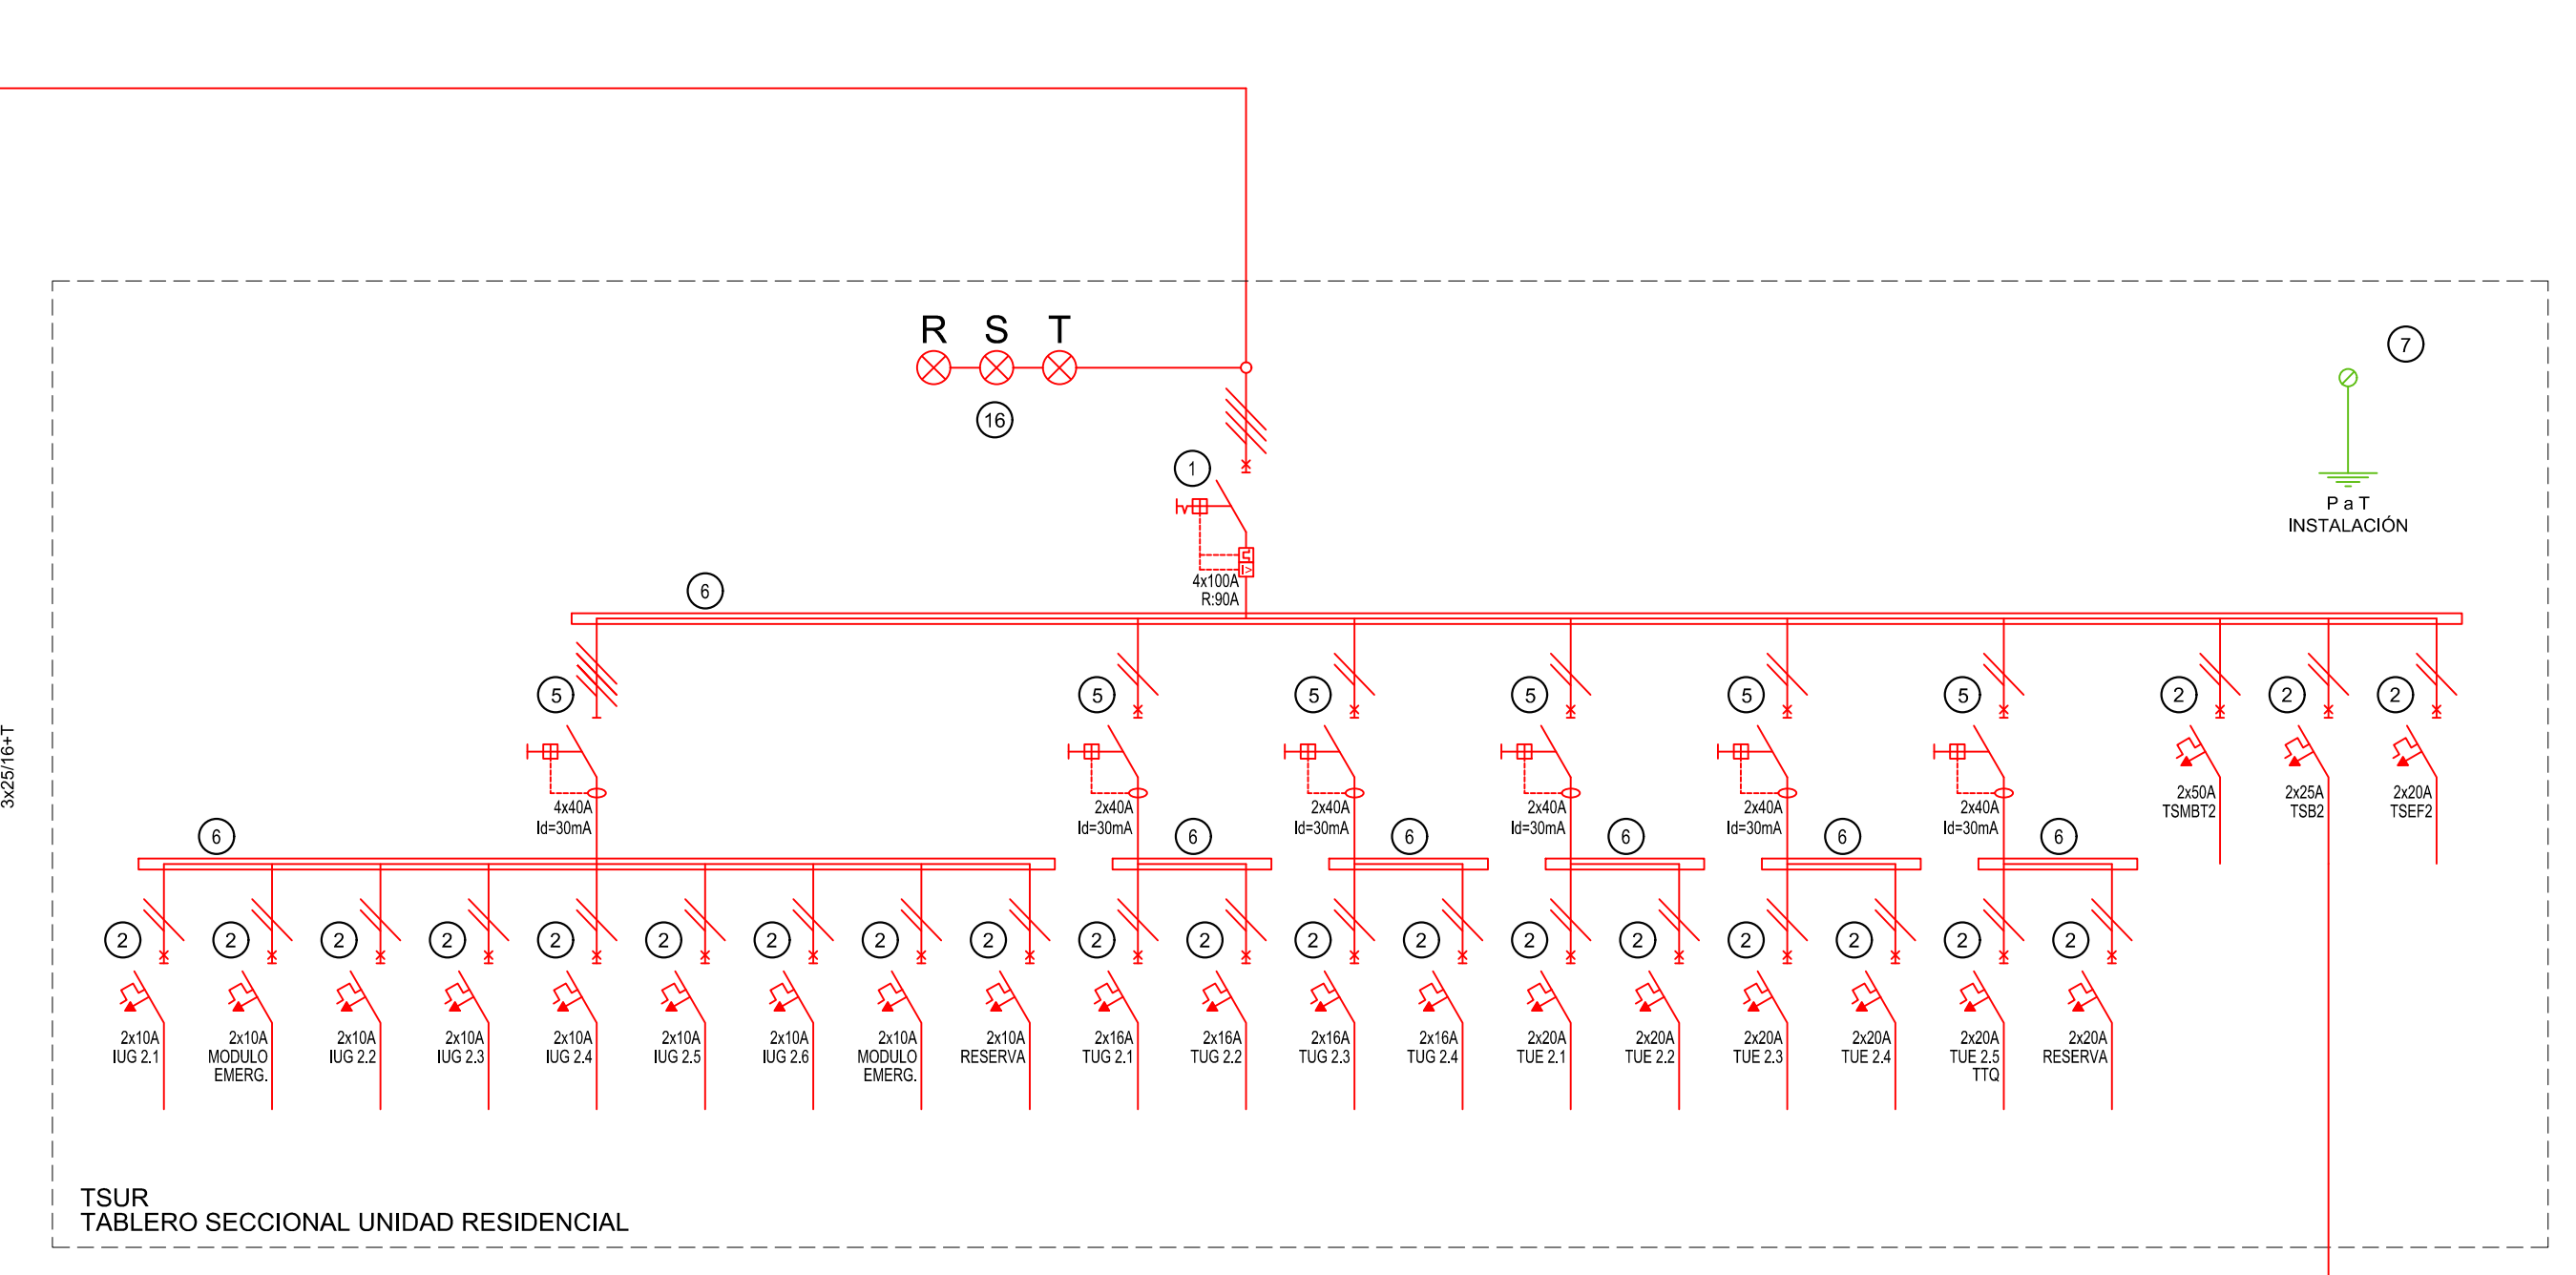 R S T
7
16
1
P a T
INSTALACIÓN
4x100A
R:90A
6
5 5 5 5 5 5 2 2 2
3x25/16+T
4x40A
Id=30mA
2x40A
Id=30mA
2x40A
Id=30mA
2x40A
Id=30mA
2x40A
Id=30mA
2x40A
Id=30mA
2x50A
TSMBT2
2x25A
TSB2
2x20A
TSEF2
6 6 6 6 6 6
2 2 2 2 2 2 2 2 2 2 2 2 2 2 2 2 2 2 2
2x10A
IUG 2.1
2x10A
MODULO
EMERG.
2x10A
IUG 2.2
2x10A
IUG 2.3
2x10A
IUG 2.4
2x10A
IUG 2.5
2x10A
IUG 2.6
2x10A
MODULO
EMERG.
2x10A
RESERVA
2x16A
TUG 2.1
2x16A
TUG 2.2
2x16A
TUG 2.3
2x16A
TUG 2.4
2x20A
TUE 2.1
2x20A
TUE 2.2
2x20A
TUE 2.3
2x20A
TUE 2.4
2x20A
TUE 2.5
TTQ
2x20A
RESERVA
TSUR
TABLERO SECCIONAL UNIDAD RESIDENCIAL